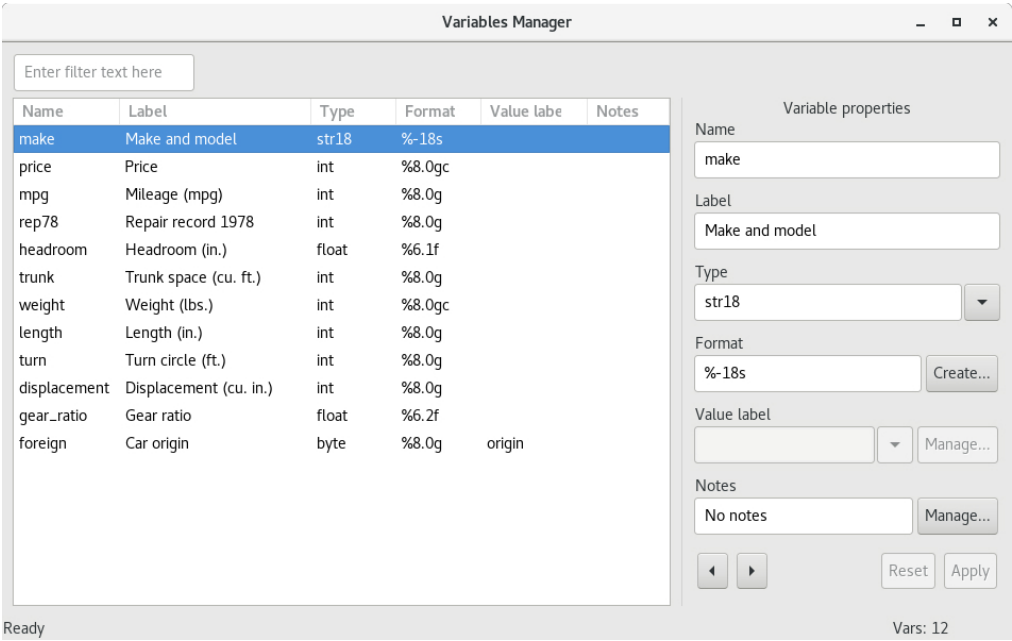 Variables Manager
Enter filter text here
Name Label Type Format Value labe Notes
make Make and model str18 %-18s
price Price int %8.0gc
mpg Mileage (mpg) int %8.0g
rep78 Repair record 1978 int %8.0g
headroom Headroom (in.) float %6.1f
trunk Trunk space (cu. ft.) int %8.0g
weight Weight (lbs.) int %8.0gc
length Length (in.) int %8.0g
turn Turn circle (ft.) int %8.0g
displacement Displacement (cu. in.) int %8.0g
gear_ratio Gear ratio float %6.2f
foreign Car origin byte %8.0g origin
Variable properties
Name
make
Label
Make and model
Type
str18
Format
%-18s Create...
Value label
Manage...
Notes
No notes Manage...
Reset Apply
Ready Vars: 12